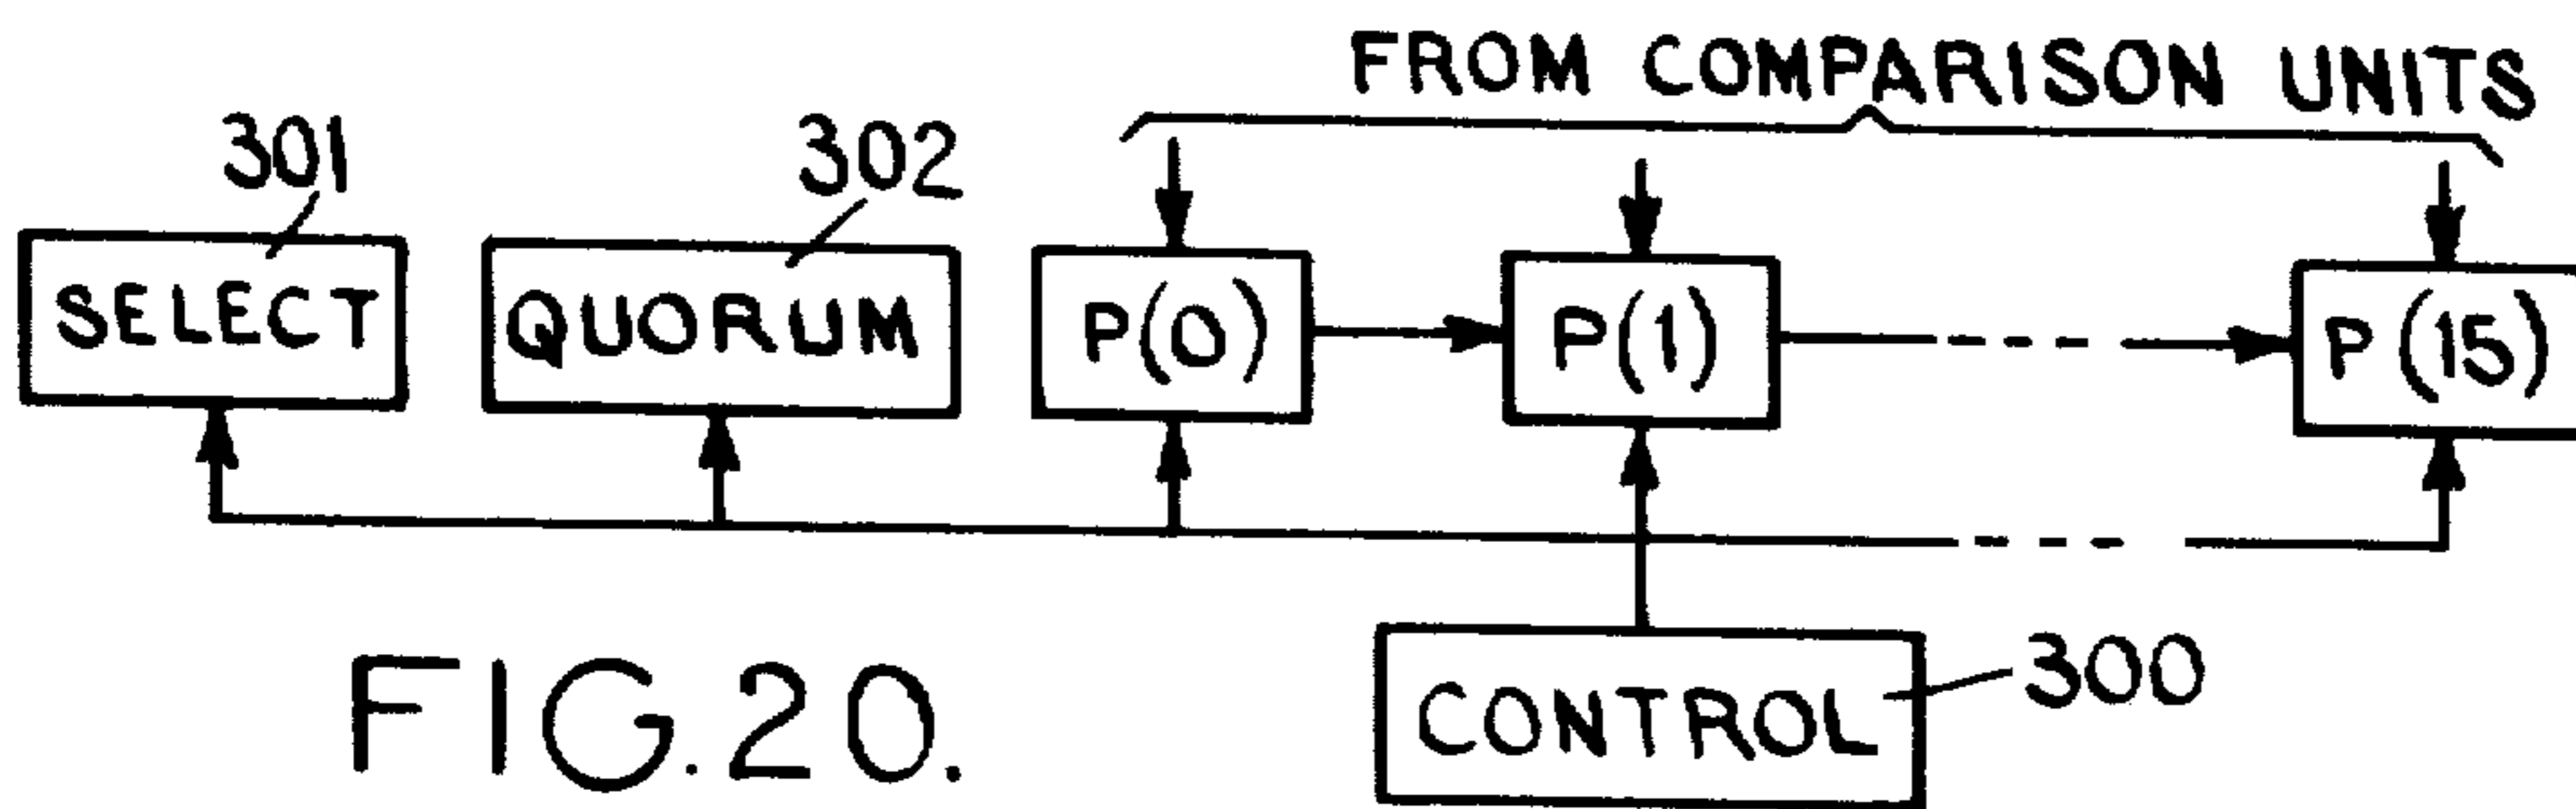 FROM COMPARISON UNITS
301
302
SELECT
QUORUM
P(0)
P(1)
P(15)
300
CONTROL
FIG.20.